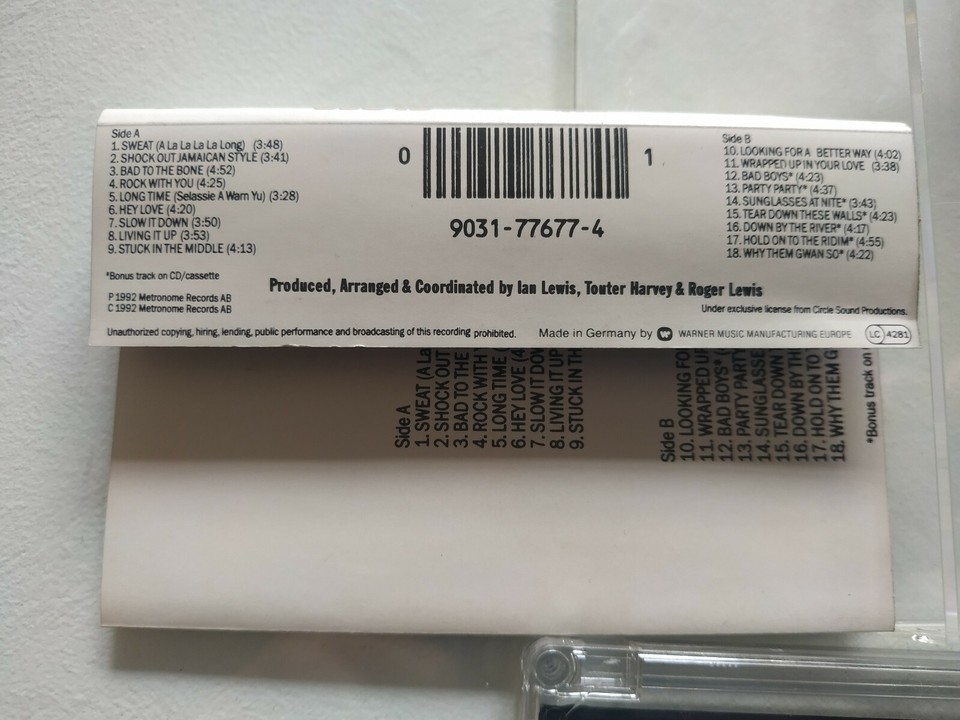 Side A
1. SWEAT (A La La La La Long) (3:48)
2. SHOCK OUT JAMAICAN STYLE (3:41)
3. BAD TO THE BONE (4:52)
4. ROCK WITH YOU (4:25)
5. LONG TIME (Selassie A Warn Yu) (3:28)
6. HEY LOVE (4:20)
7. SLOW IT DOWN (3:50)
8. LIVING IT UP (3:53)
9. STUCK IN THE MIDDLE (4:13)
*Bonus track on CD/cassette
P 1992 Metronome Records AB
C 1992 Metronome Records AB
0 1
9031-77677-4
Side B
10. LOOKING FOR A BETTER WAY (4:02)
11. WRAPPED UP IN YOUR LOVE (3:38)
12. BAD BOYS* (4:23)
13. PARTY PARTY* (4:37)
14. SUNGLASSES AT NITE* (3:43)
15. TEAR DOWN THESE WALLS* (4:23)
16. DOWN BY THE RIVER* (4:17)
17. HOLD ON TO THE RIDIM* (4:55)
18. WHY THEM GWAN SO* (4:22)
Produced, Arranged & Coordinated by Ian Lewis, Touter Harvey & Roger Lewis
Under exclusive license from Circle Sound Productions.
Unauthorized copying, hiring, lending, public performance and broadcasting of this recording prohibited.
Made in Germany by WARNER MUSIC MANUFACTURING EUROPE
LC 4281
Side A
1. SWEAT (A La
2. SHOCK OUT
3. BAD TO THE
4. ROCK WITH
5. LONG TIME
6. HEY LOVE (4
7. SLOW IT DOW
8. LIVING IT UP
9. STUCK IN TH
Side B
10. LOOKING FO
11. WRAPPED UP
12. BAD BOYS* (
13. PARTY PARTY
14. SUNGLASSE
15. TEAR DOWN
16. DOWN BY TH
17. HOLD ON TO
18. WHY THEM G
*Bonus track on